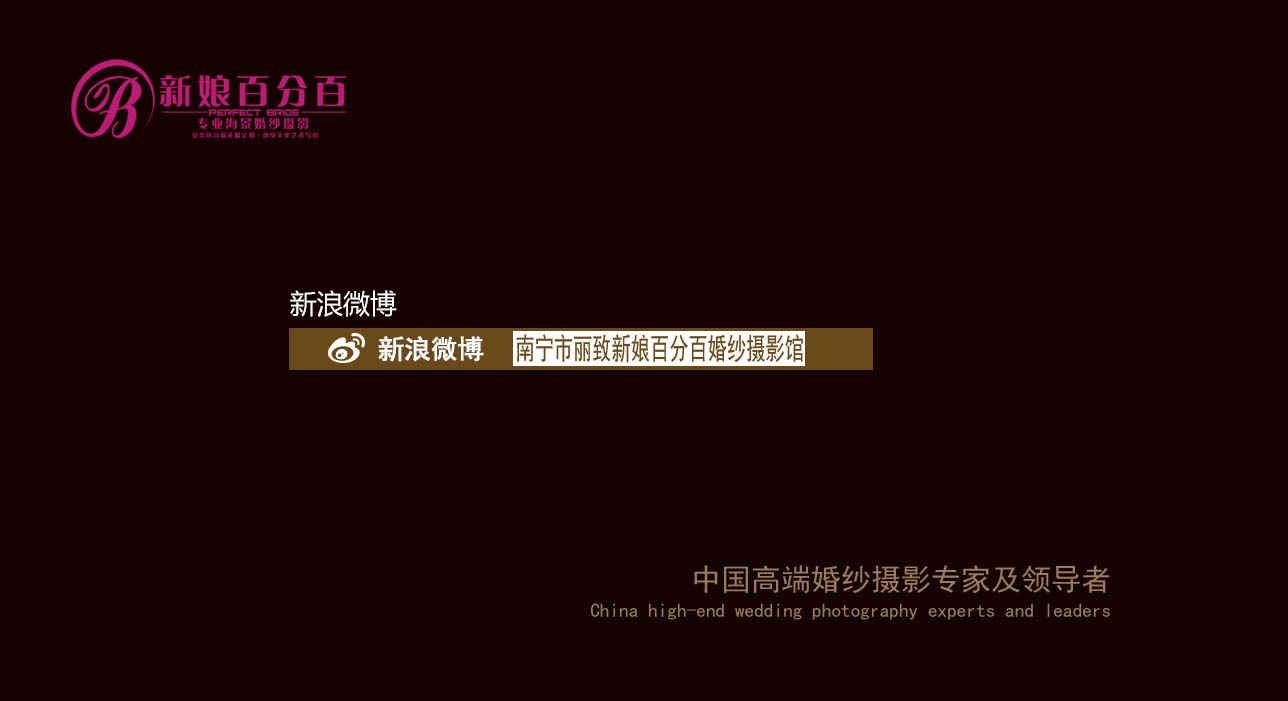 新娘百分百
PERFECT BRIDE
专业海景婚纱摄影
新浪微博
新浪微博 南宁市丽致新娘百分百婚纱摄影馆
中国高端婚纱摄影专家及领导者
China high-end wedding photography experts and leaders